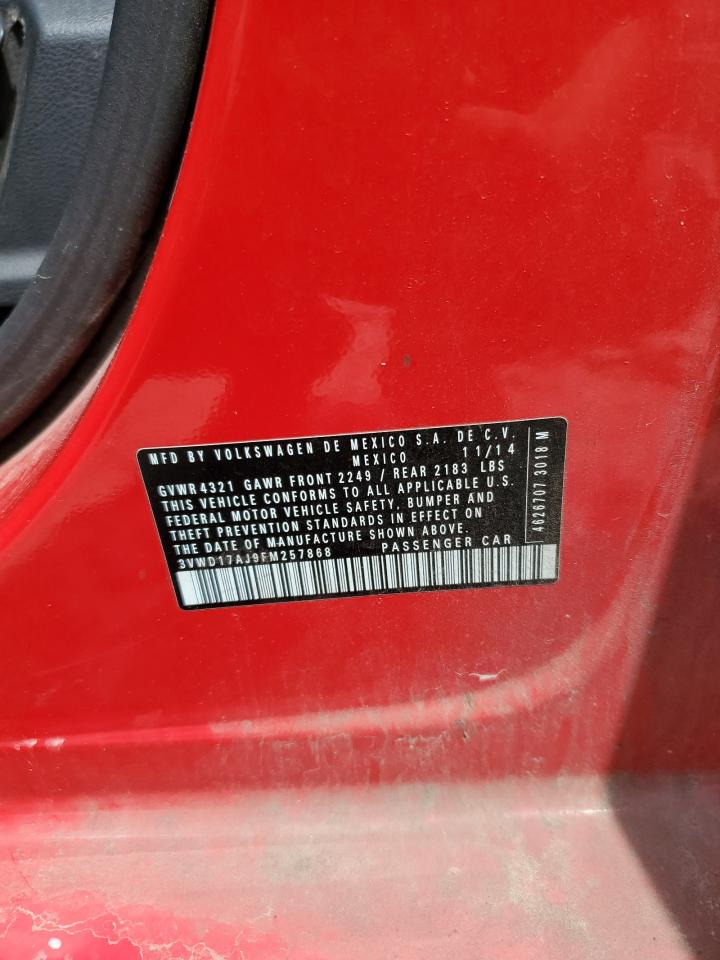 MFD BY VOLKSWAGEN DE MEXICO S.A. DE C.V.
MEXICO 11/14
GVWR 4321 GAWR FRONT 2249 / REAR 2183 LBS
THIS VEHICLE CONFORMS TO ALL APPLICABLE U.S.
FEDERAL MOTOR VEHICLE SAFETY, BUMPER AND
THEFT PREVENTION STANDARDS IN EFFECT ON
THE DATE OF MANUFACTURE SHOWN ABOVE.
3VWD17AJ9FM257868 PASSENGER CAR
4626707 3018 M